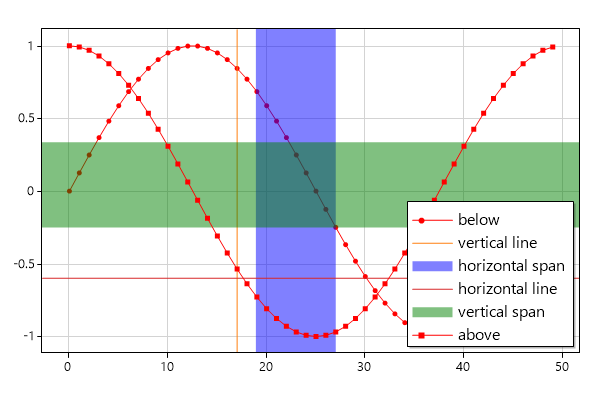 1
0.5
0
-0.5
-1
0
10
20
30
40
50
below
vertical line
horizontal span
horizontal line
vertical span
above